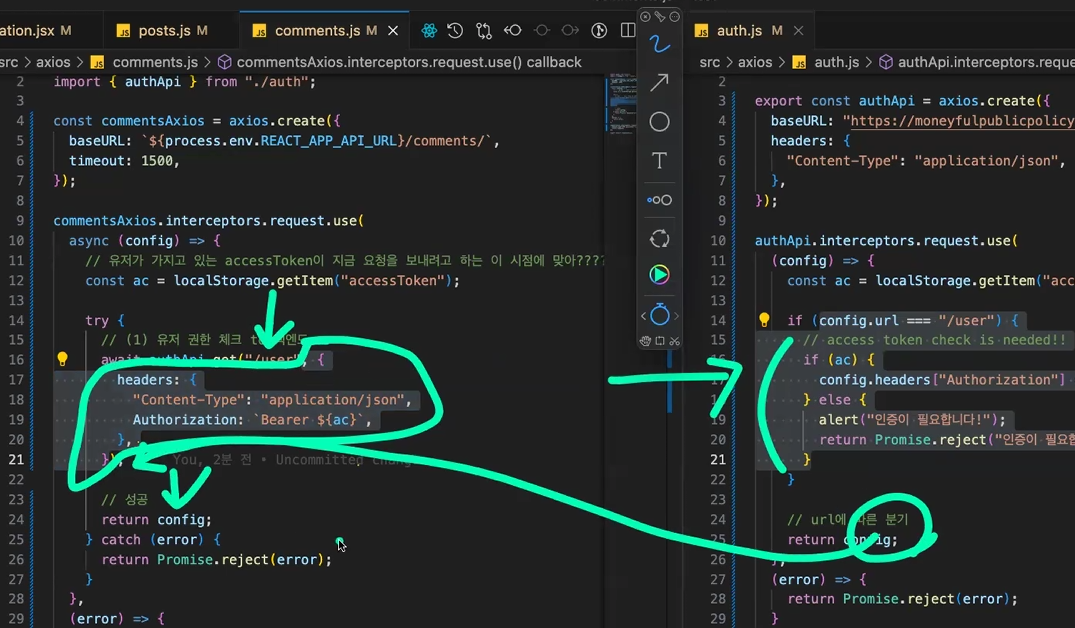 ation.jsx M
posts.js M
comments.js M
src > axios > comments.js > commentsAxios.interceptors.request.use() callback
2 import { authApi } from "./auth";
3
4 const commentsAxios = axios.create({
5 baseURL: `${process.env.REACT_APP_API_URL}/comments/`,
6 timeout: 1500,
7 });
8
9 commentsAxios.interceptors.request.use(
10 async (config) => {
11 // 유저가 가지고 있는 accessToken이 지금 요청을 보내려고 하는 이 시점에 맞아????
12 const ac = localStorage.getItem("accessToken");
13
14 try {
15 // (1) 유저 권한 체크
16 await authApi.get("/user", {
17 headers: {
18 "Content-Type": "application/json",
19 Authorization: `Bearer ${ac}`,
20 },
21 }); You, 2분 전 • Uncommitted chang
22
23 // 성공
24 return config;
25 } catch (error) {
26 return Promise.reject(error);
27 }
28 },
29 (error) => {
T
auth.js M
src > axios > auth.js > authApi.interceptors.reque
2
3 export const authApi = axios.create({
4 baseURL: "https://moneyfulpublicpolicy
5 headers: {
6 "Content-Type": "application/json",
7 },
8 });
9
10 authApi.interceptors.request.use(
11 (config) => {
12 const ac = localStorage.getItem("acc
13
14 if (config.url === "/user") {
15 // access token check is needed!!
16 if (ac) {
17 config.headers["Authorization"]
18 } else {
19 alert("인증이 필요합니다!");
20 return Promise.reject("인증이 필요합
21 }
22 }
23
24 // url에 따른 분기
25 return config;
26 },
27 (error) => {
28 return Promise.reject(error);
29 }